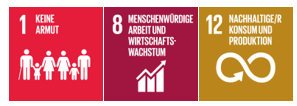 1 KEINE
ARMUT
8 MENSCHENWÜRDIGE
ARBEIT UND
WIRTSCHAFTS-
WACHSTUM
12 NACHHALTIGE/R
KONSUM UND
PRODUKTION